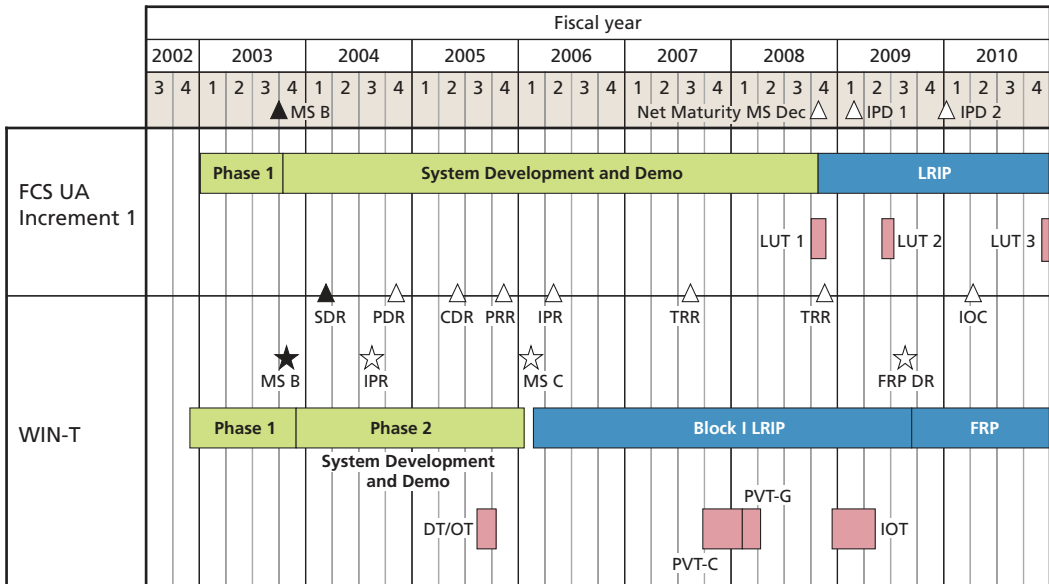 Fiscal year
2002 2003 2004 2005 2006 2007 2008 2009 2010
3 4 1 2 3 4 1 2 3 4 1 2 3 4 1 2 3 4 1 2 3 4 1 2 3 4 1 2 3 4 1 2 3 4
MS B Net Maturity MS Dec IPD 1 IPD 2
Phase 1 System Development and Demo LRIP
FCS UA
Increment 1
LUT 1 LUT 2 LUT 3
SDR PDR CDR PRR IPR TRR TRR IOC
MS B IPR MS C FRP DR
WIN-T
Phase 1 Phase 2 Block I LRIP FRP
System Development
and Demo
PVT-G
DT/OT IOT
PVT-C